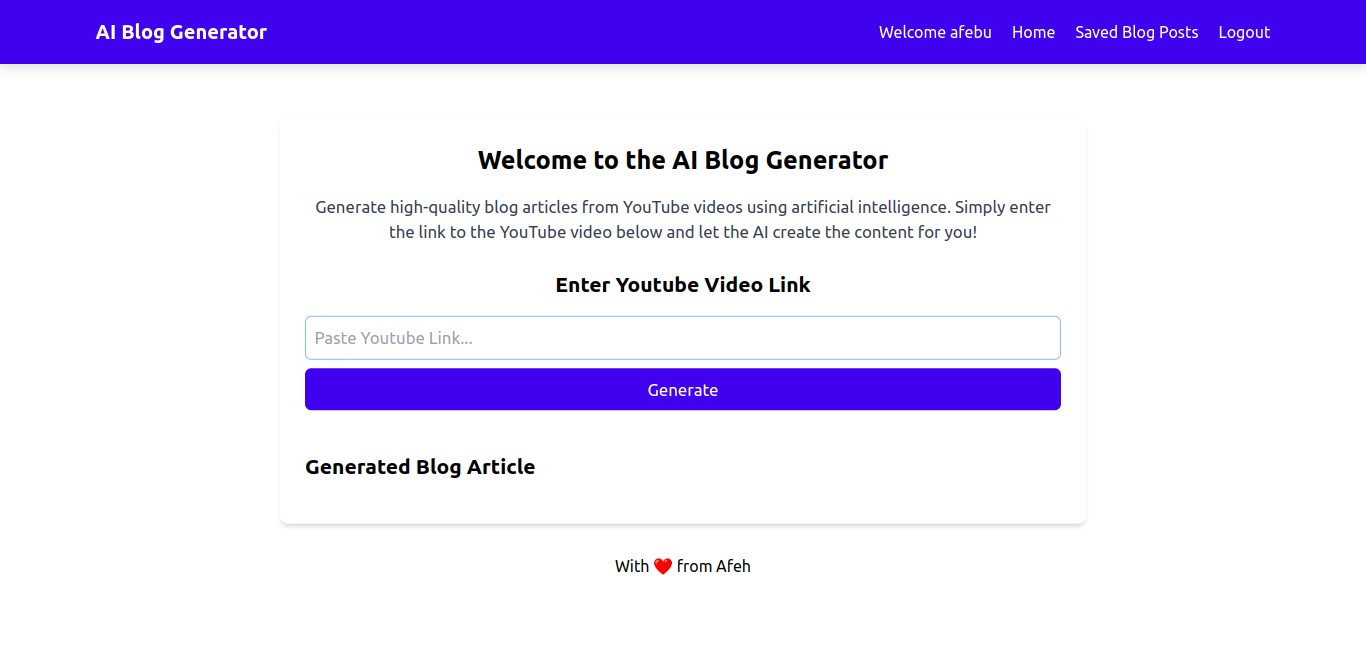 AI Blog Generator
Welcome afebu Home Saved Blog Posts Logout
Welcome to the AI Blog Generator
Generate high-quality blog articles from YouTube videos using artificial intelligence. Simply enter
the link to the YouTube video below and let the AI create the content for you!
Enter Youtube Video Link
Paste Youtube Link...
Generate
Generated Blog Article
With ❤️ from Afeh